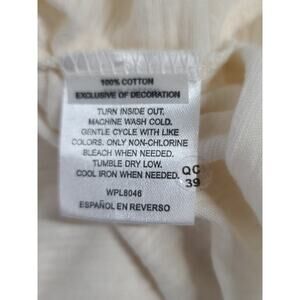 100% COTTON
EXCLUSIVE OF DECORATION
TURN INSIDE OUT.
MACHINE WASH COLD.
GENTLE CYCLE WITH LIKE
COLORS. ONLY NON-CHLORINE
BLEACH WHEN NEEDED.
TUMBLE DRY LOW.
COOL IRON WHEN NEEDED.
WPL8046
ESPAÑOL EN REVERSO
QC
39